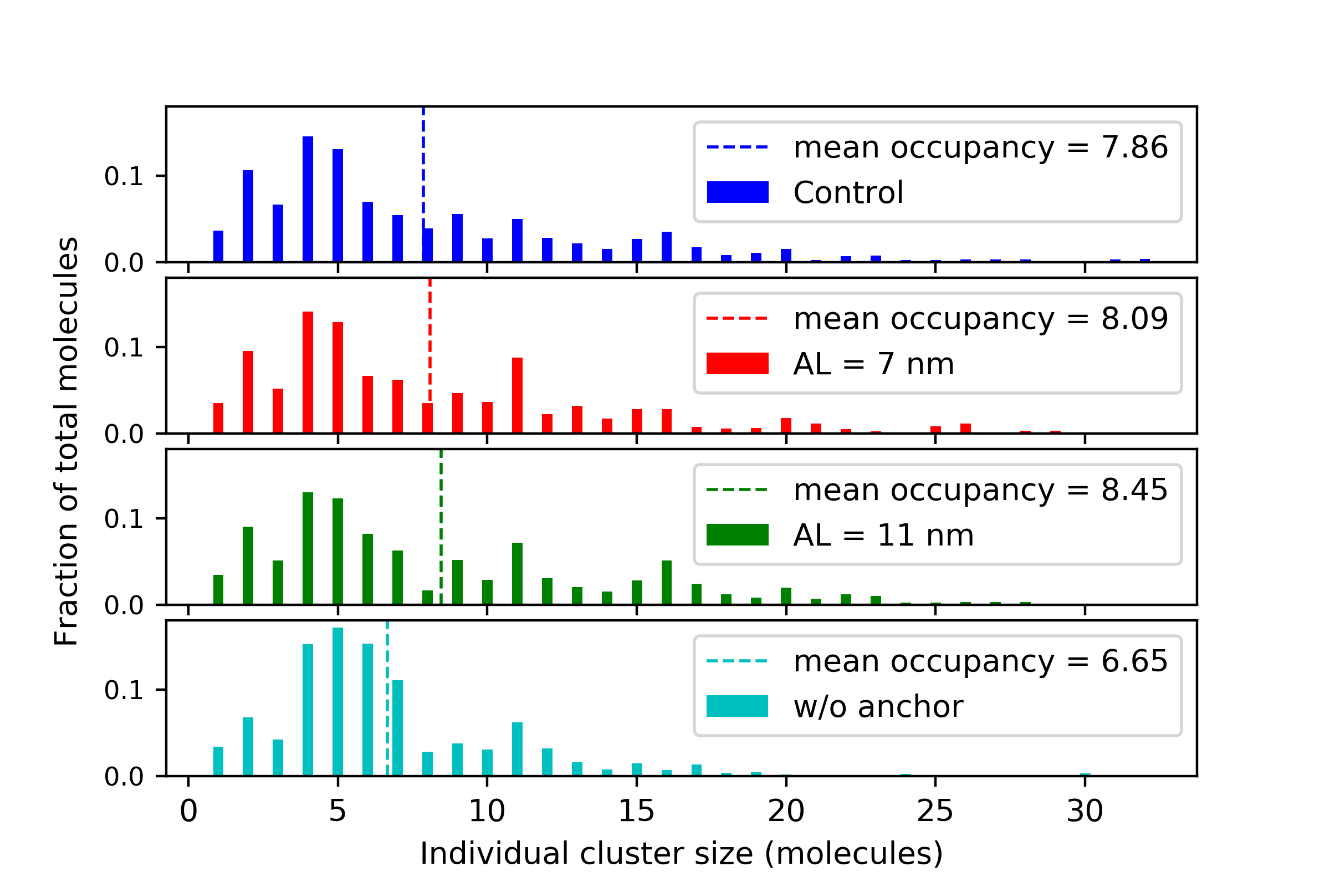 Fraction of total molecules
0.1
0.0
mean occupancy = 7.86
Control
0.1
0.0
mean occupancy = 8.09
AL = 7 nm
0.1
0.0
mean occupancy = 8.45
AL = 11 nm
0.1
0.0
mean occupancy = 6.65
w/o anchor
0 5 10 15 20 25 30
Individual cluster size (molecules)